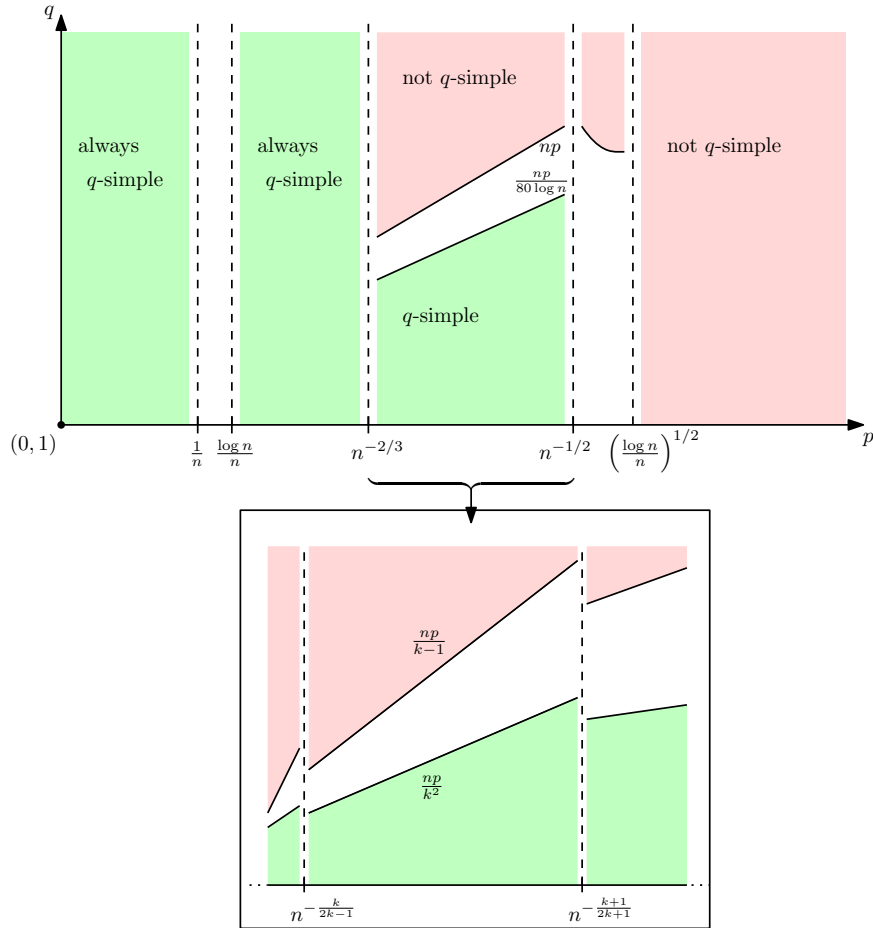 q
not q-simple
always
q-simple
always
q-simple
np
not q-simple
np/(80 log n)
q-simple
(0, 1)
1/n
log n/n
n^{-2/3}
n^{-1/2}
(log n/n)^{1/2}
p
np/(k−1)
np/k^2
n^{-k/(2k−1)}
n^{-(k+1)/(2k+1)}